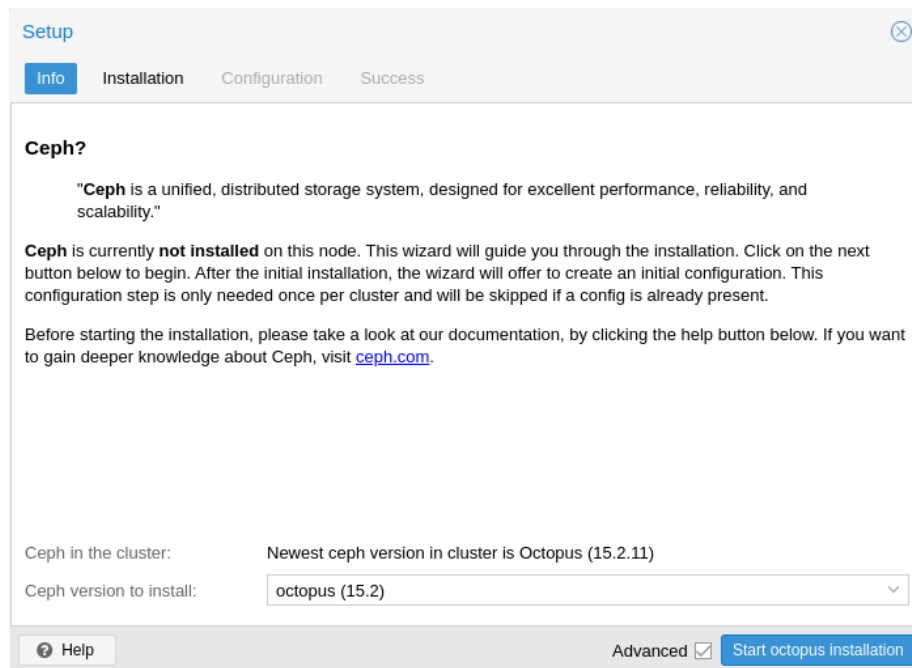 Setup
Info Installation Configuration Success
Ceph?
"Ceph is a unified, distributed storage system, designed for excellent performance, reliability, and
scalability."
Ceph is currently not installed on this node. This wizard will guide you through the installation. Click on the next
button below to begin. After the initial installation, the wizard will offer to create an initial configuration. This
configuration step is only needed once per cluster and will be skipped if a config is already present.
Before starting the installation, please take a look at our documentation, by clicking the help button below. If you want
to gain deeper knowledge about Ceph, visit ceph.com.
Ceph in the cluster: Newest ceph version in cluster is Octopus (15.2.11)
Ceph version to install: octopus (15.2)
Help Advanced Start octopus installation